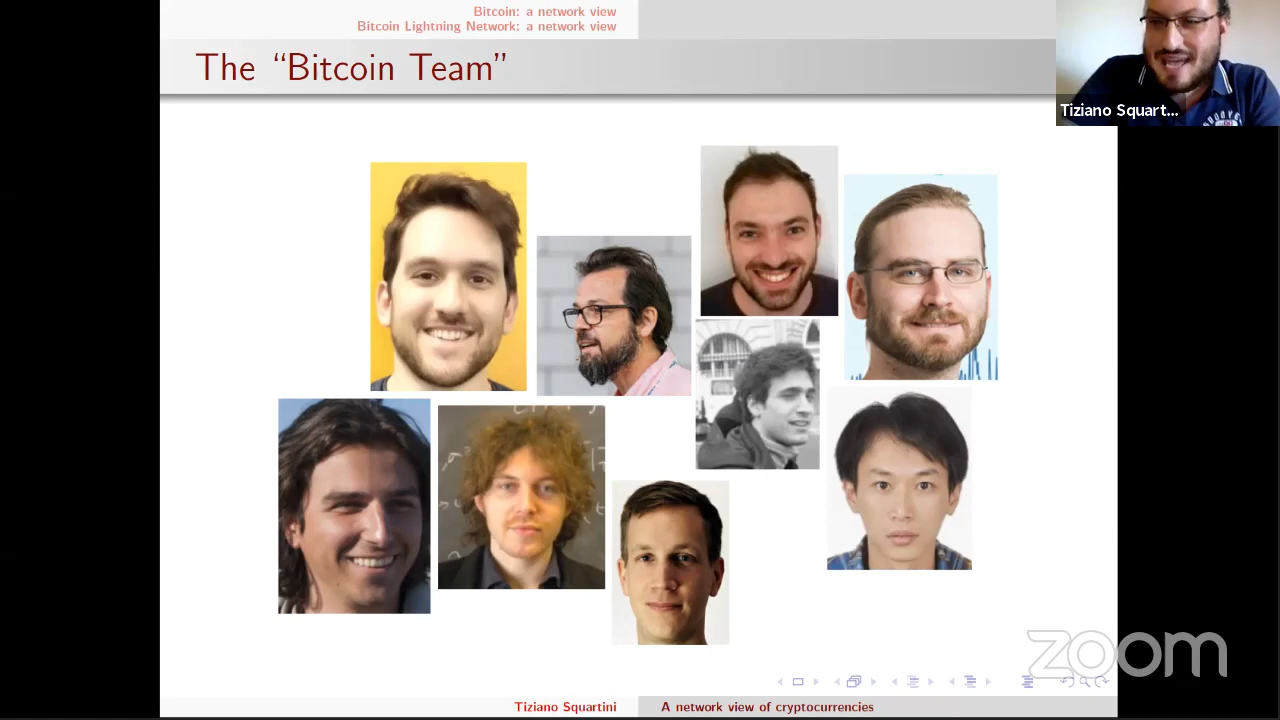 Bitcoin: a network view
Bitcoin Lightning Network: a network view
The “Bitcoin Team”
Tiziano Squart...
zoom
Tiziano Squartini
A network view of cryptocurrencies